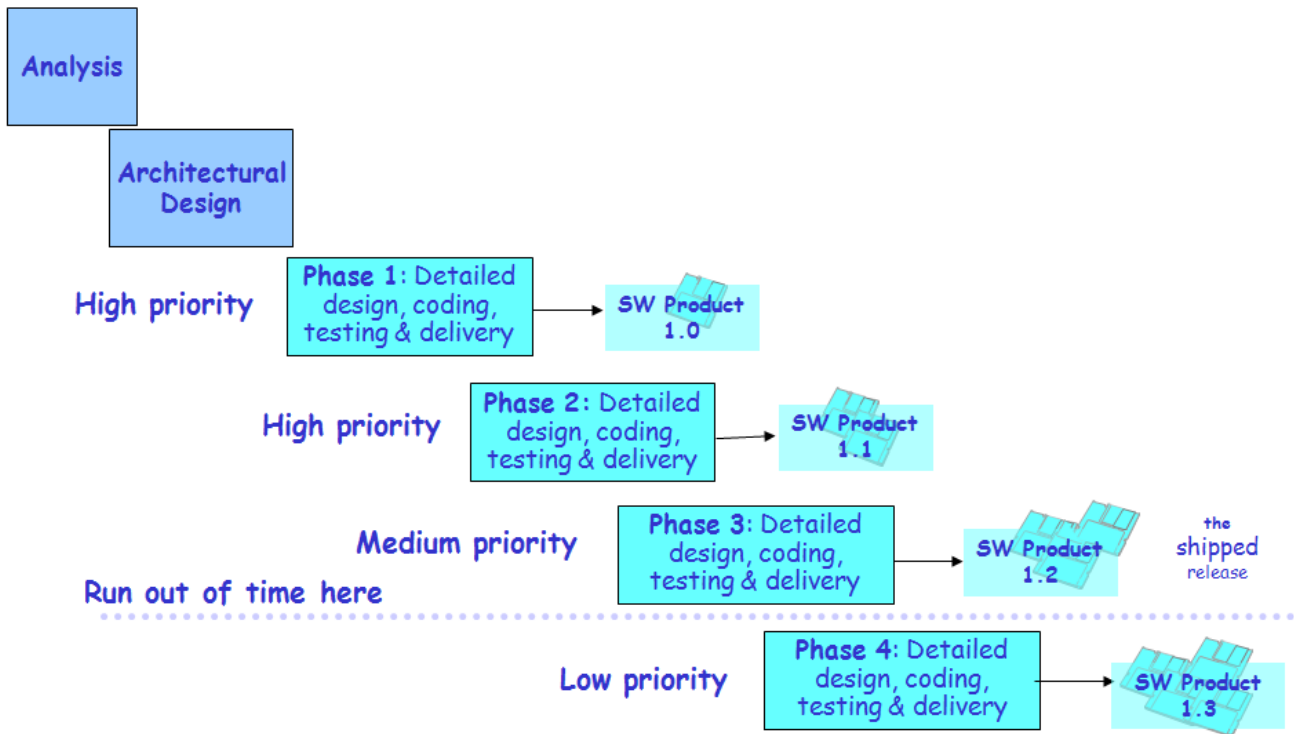 Analysis
Architectural
Design
High priority
Phase 1: Detailed
design, coding,
testing & delivery
SW Product
1.0
High priority
Phase 2: Detailed
design, coding,
testing & delivery
SW Product
1.1
Medium priority
Phase 3: Detailed
design, coding,
testing & delivery
SW Product
1.2
the
shipped
release
Run out of time here
Low priority
Phase 4: Detailed
design, coding,
testing & delivery
SW Product
1.3